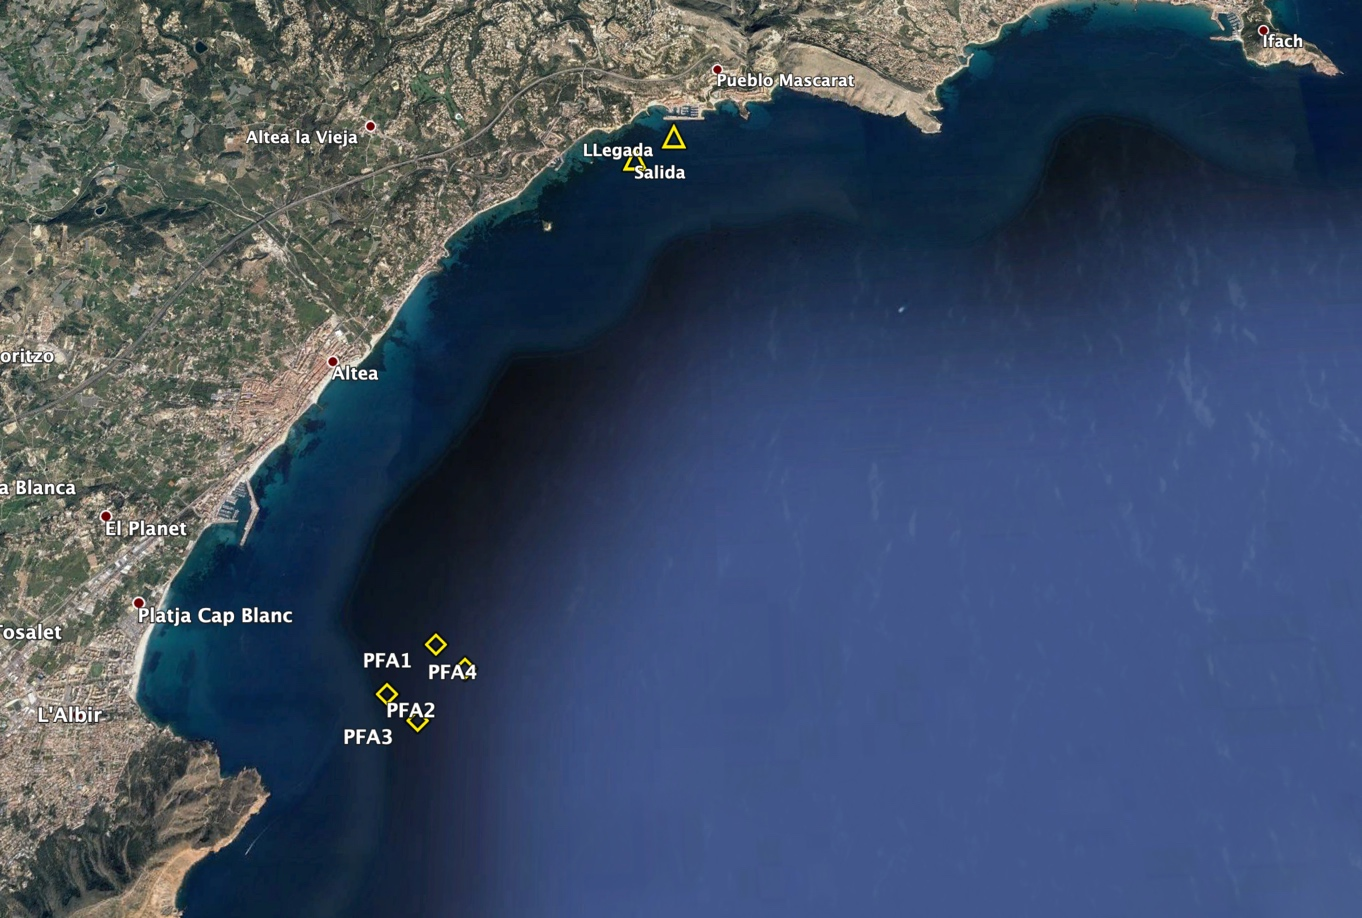 Ifach
Pueblo Mascarat
Altea la Vieja
LLegada
Salida
oritzo
Altea
a Blanca
El Planet
Platja Cap Blanc
Tosalet
PFA1
PFA4
PFA2
L'Albir
PFA3